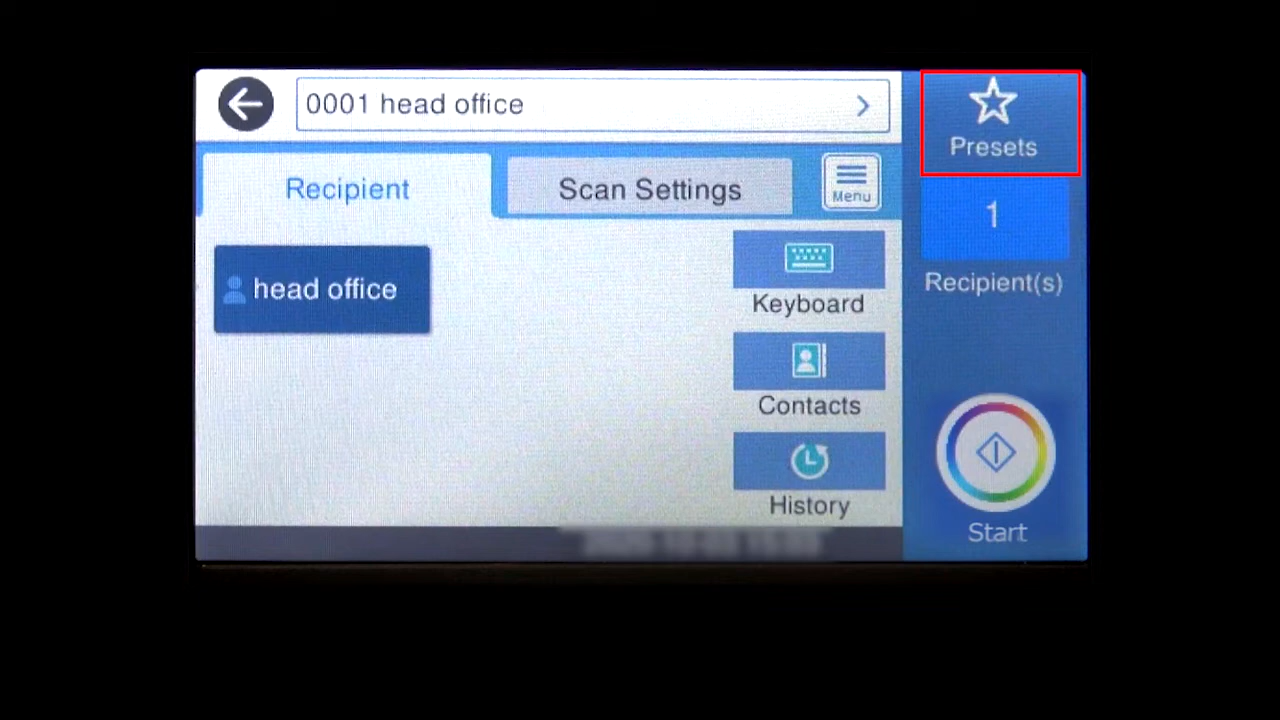 0001 head office
Presets
Recipient
Scan Settings
Menu
1
Recipient(s)
head office
Keyboard
Contacts
History
Start